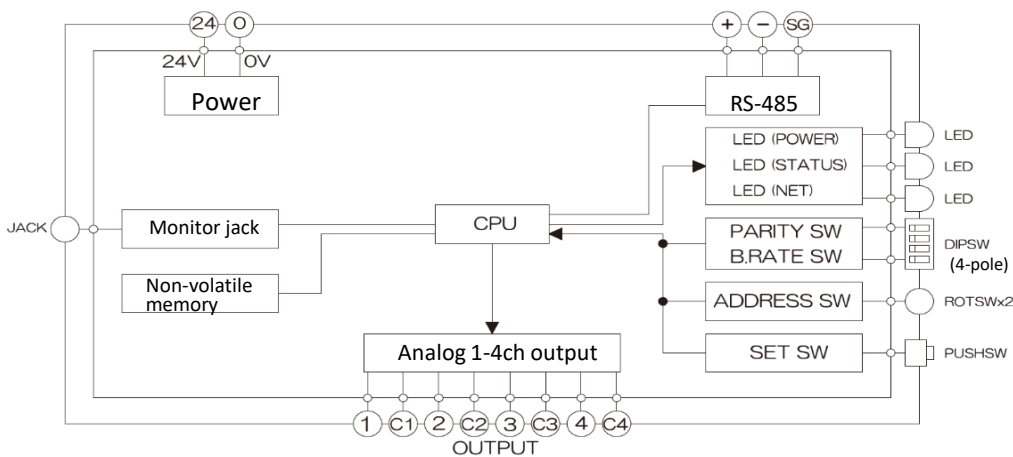 24 0 + − SG
24V 0V
Power
RS-485
LED (POWER) LED
LED (STATUS) LED
LED (NET) LED
JACK
Monitor jack
CPU
PARITY SW
B.RATE SW
DIPSW
(4-pole)
Non-volatile
memory
ADDRESS SW
ROTSWx2
Analog 1-4ch output
SET SW
PUSHSW
1 C1 2 C2 3 C3 4 C4
OUTPUT